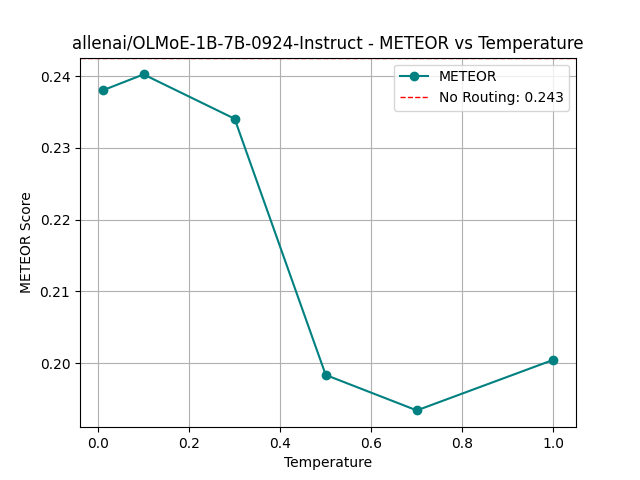 allenai/OLMoE-1B-7B-0924-Instruct - METEOR vs Temperature
METEOR
No Routing: 0.243
METEOR Score
0.24
0.23
0.22
0.21
0.20
0.0 0.2 0.4 0.6 0.8 1.0
Temperature